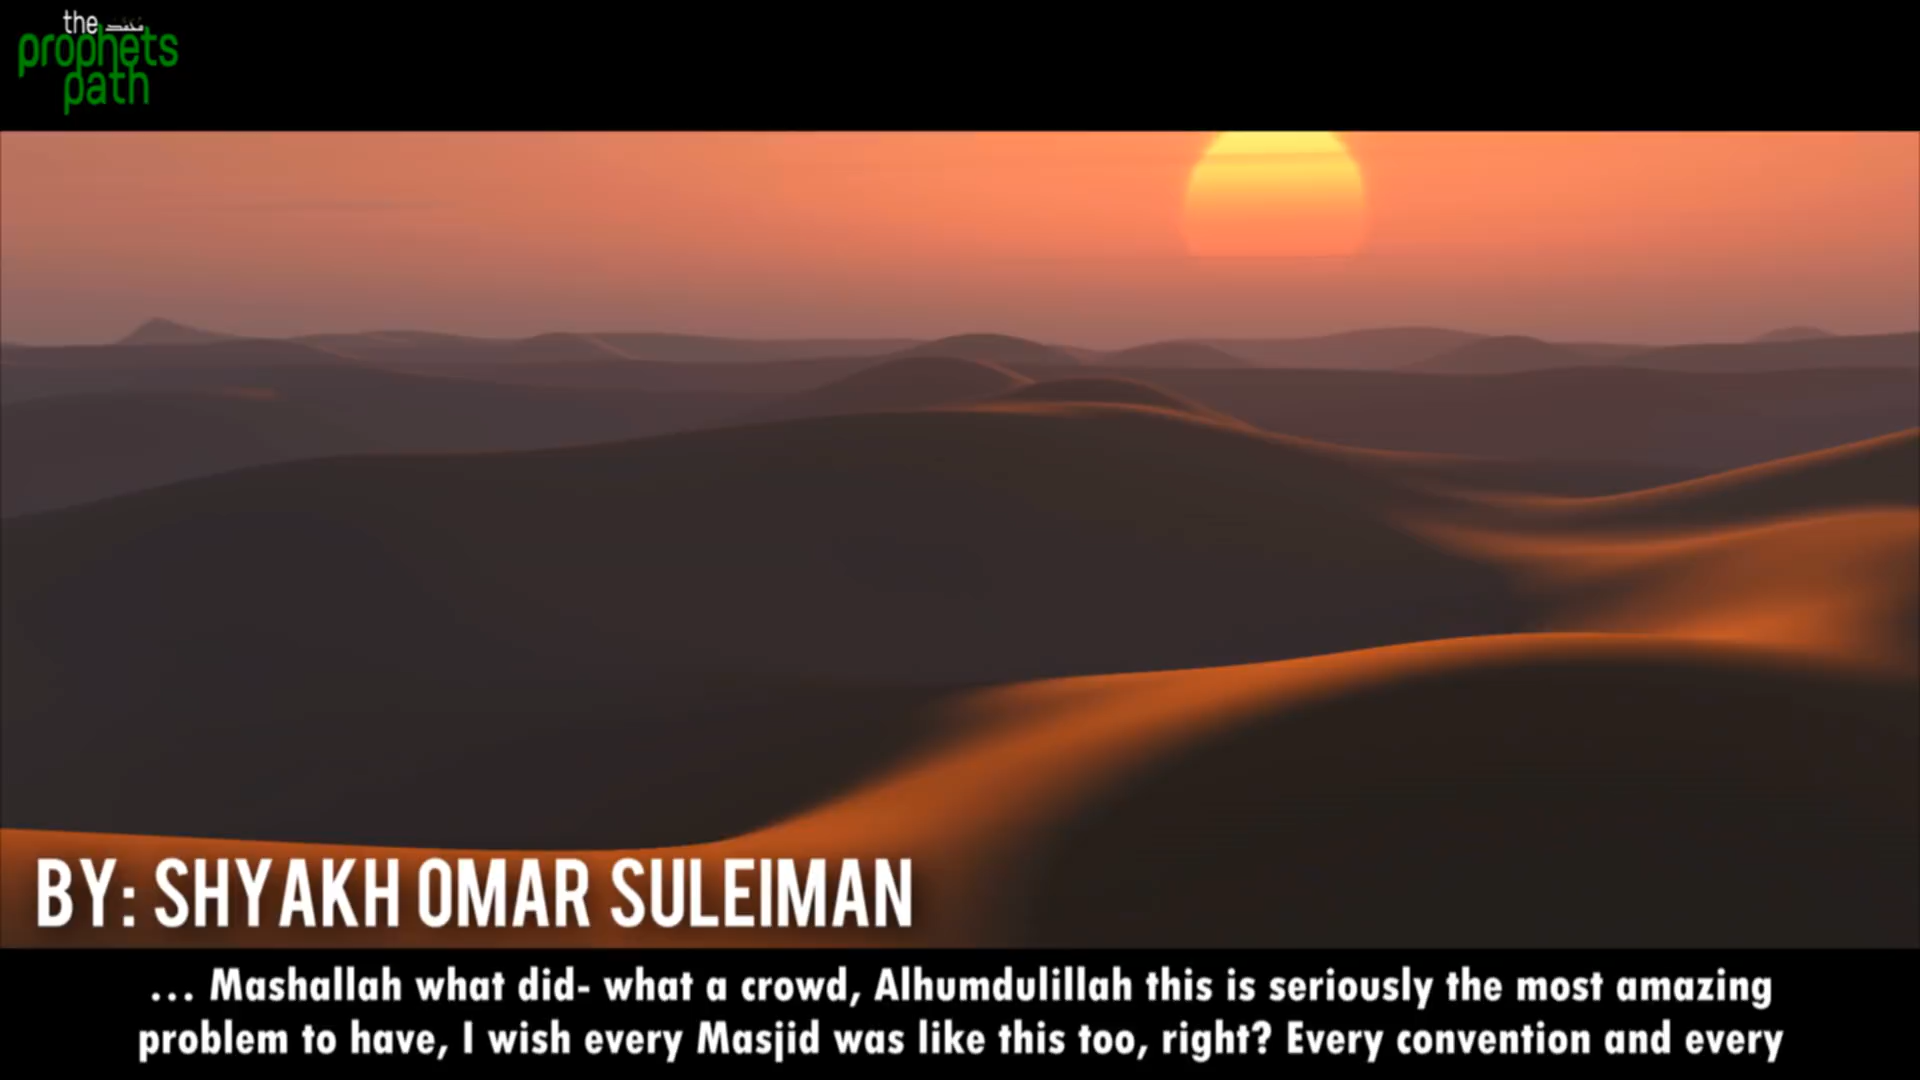 the محمد
prophets
path
BY: SHYAKH OMAR SULEIMAN
... Mashallah what did- what a crowd, Alhumdulillah this is seriously the most amazing
problem to have, I wish every Masjid was like this too, right? Every convention and every